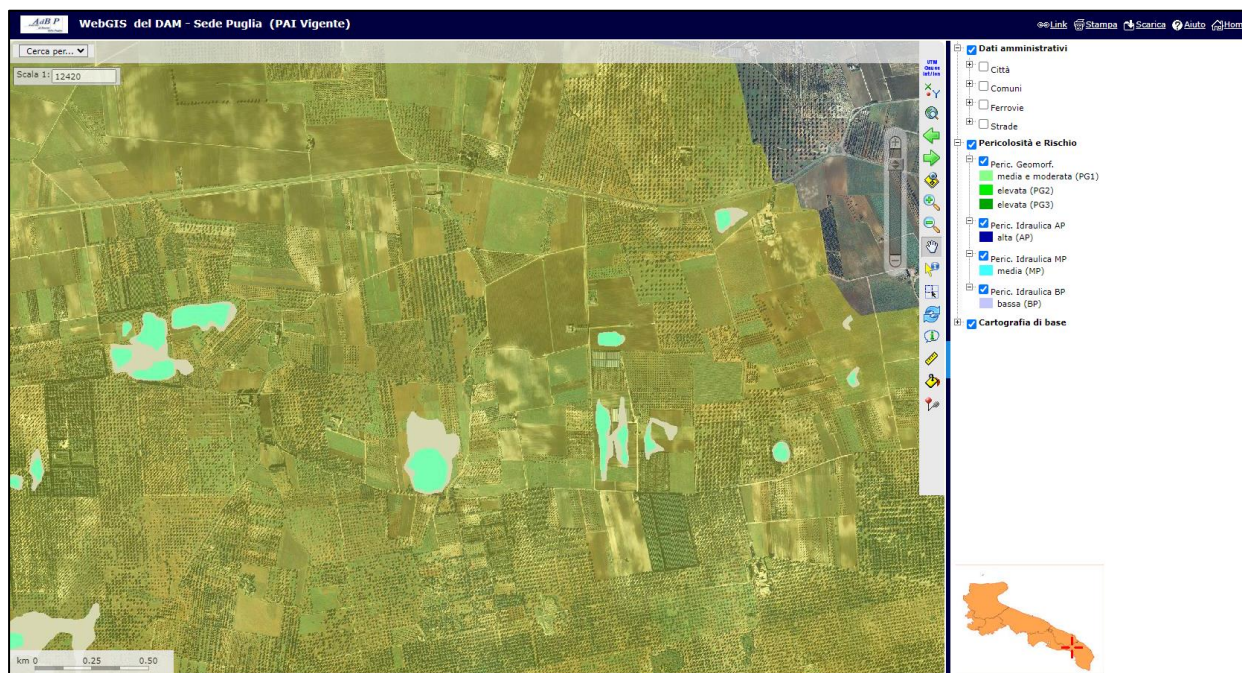 AdB P WebGIS del DAM - Sede Puglia (PAI Vigente) Link Stampa Scarica Aiuto Hom
Cerca per...
Scala 1: 12420
UTM
Dati amministrativi
Città
Comuni
Ferrovie
Strade
Pericolosità e Rischio
Peric. Geomorf.
media e moderata (PG1)
elevata (PG2)
elevata (PG3)
Peric. Idraulica AP
alta (AP)
Peric. Idraulica MP
media (MP)
Peric. Idraulica BP
bassa (BP)
Cartografia di base
km 0 0.25 0.50